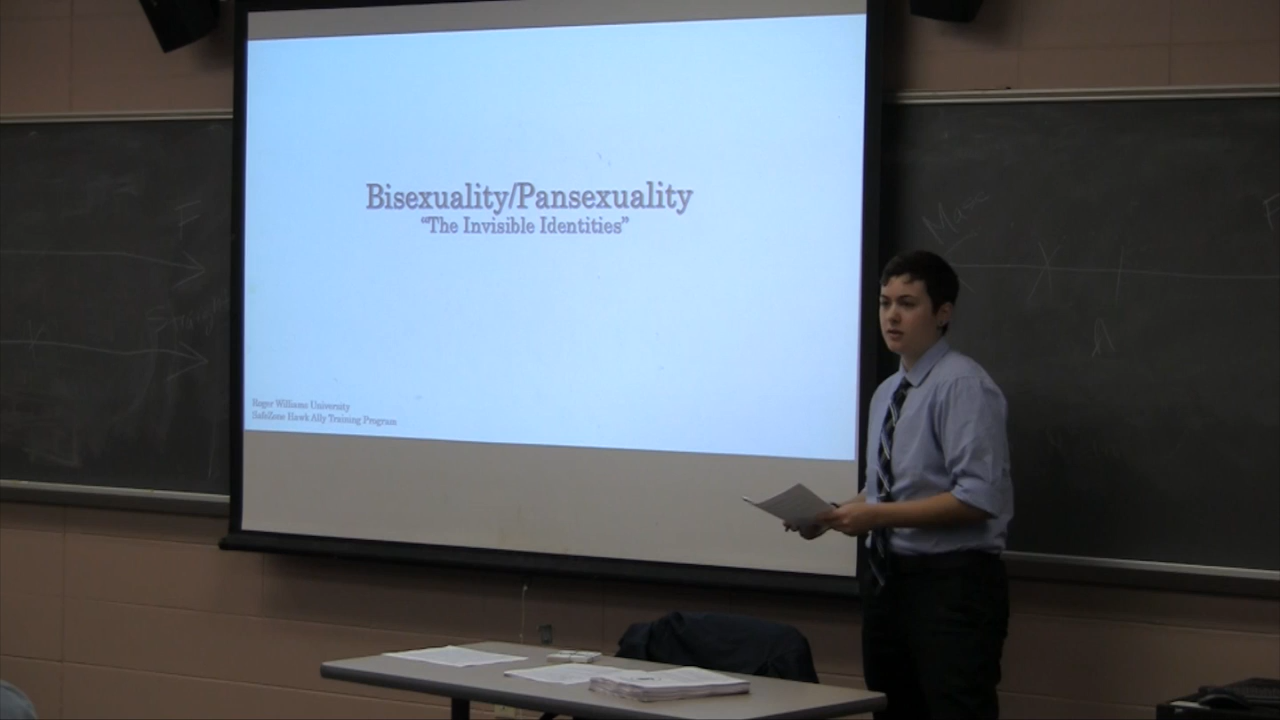 Bisexuality/Pansexuality
“The Invisible Identities”
Roger Williams University
SafeZone Hawk Ally Training Program
F